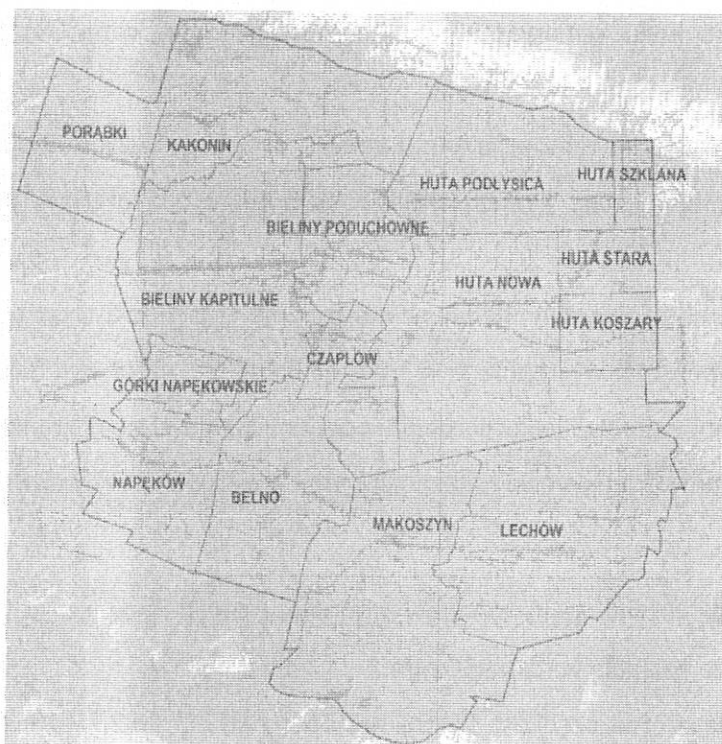 PORĄBKI
KAKONIN
HUTA PODŁYSICA
HUTA SZKLANA
BIELINY PODUCHOWNE
HUTA STARA
HUTA NOWA
BIELINY KAPITULNE
HUTA KOSZARY
CZAPLÓW
GÓRKI NAPĘKOWSKIE
NAPĘKÓW
BELNO
MAKOSZYN
LECHÓW